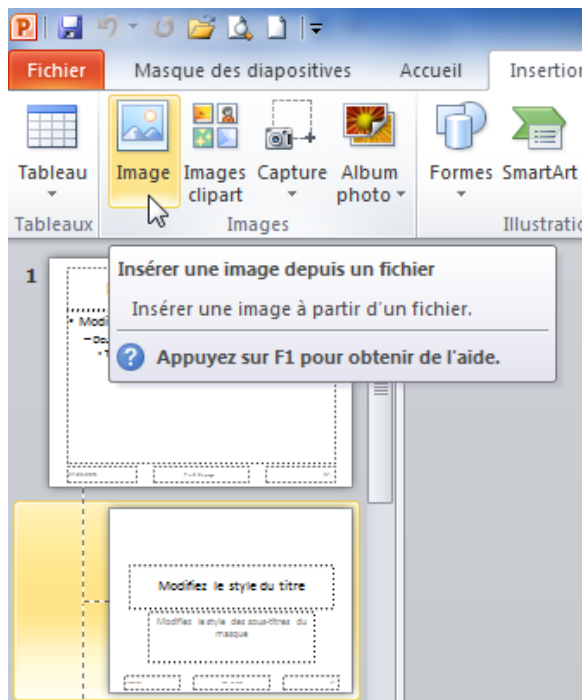 P
Fichier Masque des diapositives Accueil Insertion
Tableau Image Images clipart Capture Album photo Formes SmartArt
Tableaux Images
1
Insérer une image depuis un fichier
Insérer une image à partir d'un fichier.
? Appuyez sur F1 pour obtenir de l'aide.
Modifiez le style du titre
Modifiez le style des sous-titres du
masque